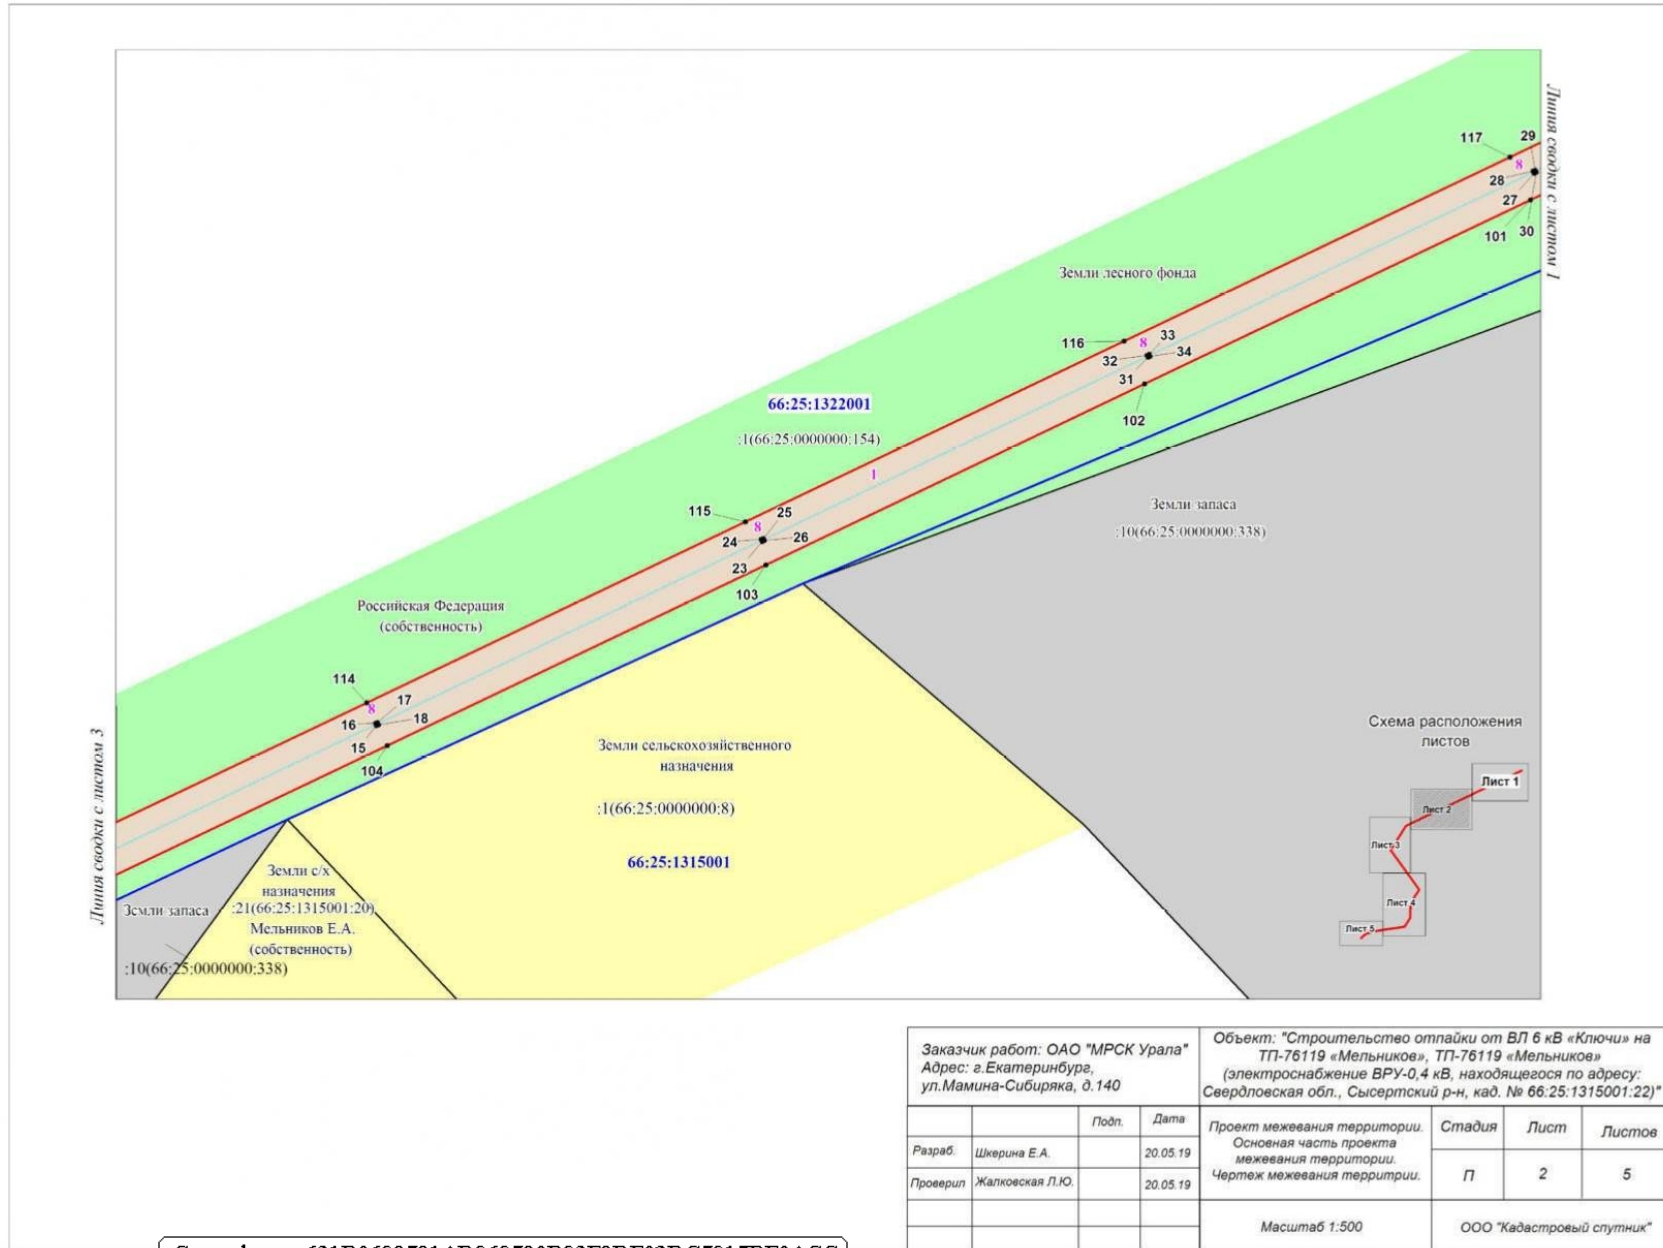 Линия сводки с листом 1
117
29
8
28
27
101
30
Земли лесного фонда
116
33
8
32
34
31
102
66:25:1322001
:1(66:25:0000000:154)
1
Земли запаса
:10(66:25:0000000:338)
115
25
8
24
26
23
103
Российская Федерация
(собственность)
114
17
8
16
18
15
104
Линия сводки с листом 3
Земли сельскохозяйственного
назначения
:1(66:25:0000000:8)
66:25:1315001
Земли с/х
назначения
:21(66:25:1315001:20)
Мельников Е.А.
(собственность)
Земли запаса
:10(66:25:0000000:338)
Схема расположения
листов
Лист 1
Лист 2
Лист 3
Лист 4
Лист 5
Заказчик работ: ОАО "МРСК Урала"
Адрес: г.Екатеринбург,
ул.Мамина-Сибиряка, д.140
Объект: "Строительство отпайки от ВЛ 6 кВ «Ключи» на
ТП-76119 «Мельников», ТП-76119 «Мельников»
(электроснабжение ВРУ-0,4 кВ, находящегося по адресу:
Свердловская обл., Сысертский р-н, кад. № 66:25:1315001:22)"
Подп. Дата
Разраб. Шкерина Е.А. 20.05.19
Проверил Жалковская Л.Ю. 20.05.19
Проект межевания территории.
Основная часть проекта
межевания территории.
Чертеж межевания территрии.
Стадия Лист Листов
П 2 5
Масштаб 1:500
ООО "Кадастровый спутник"